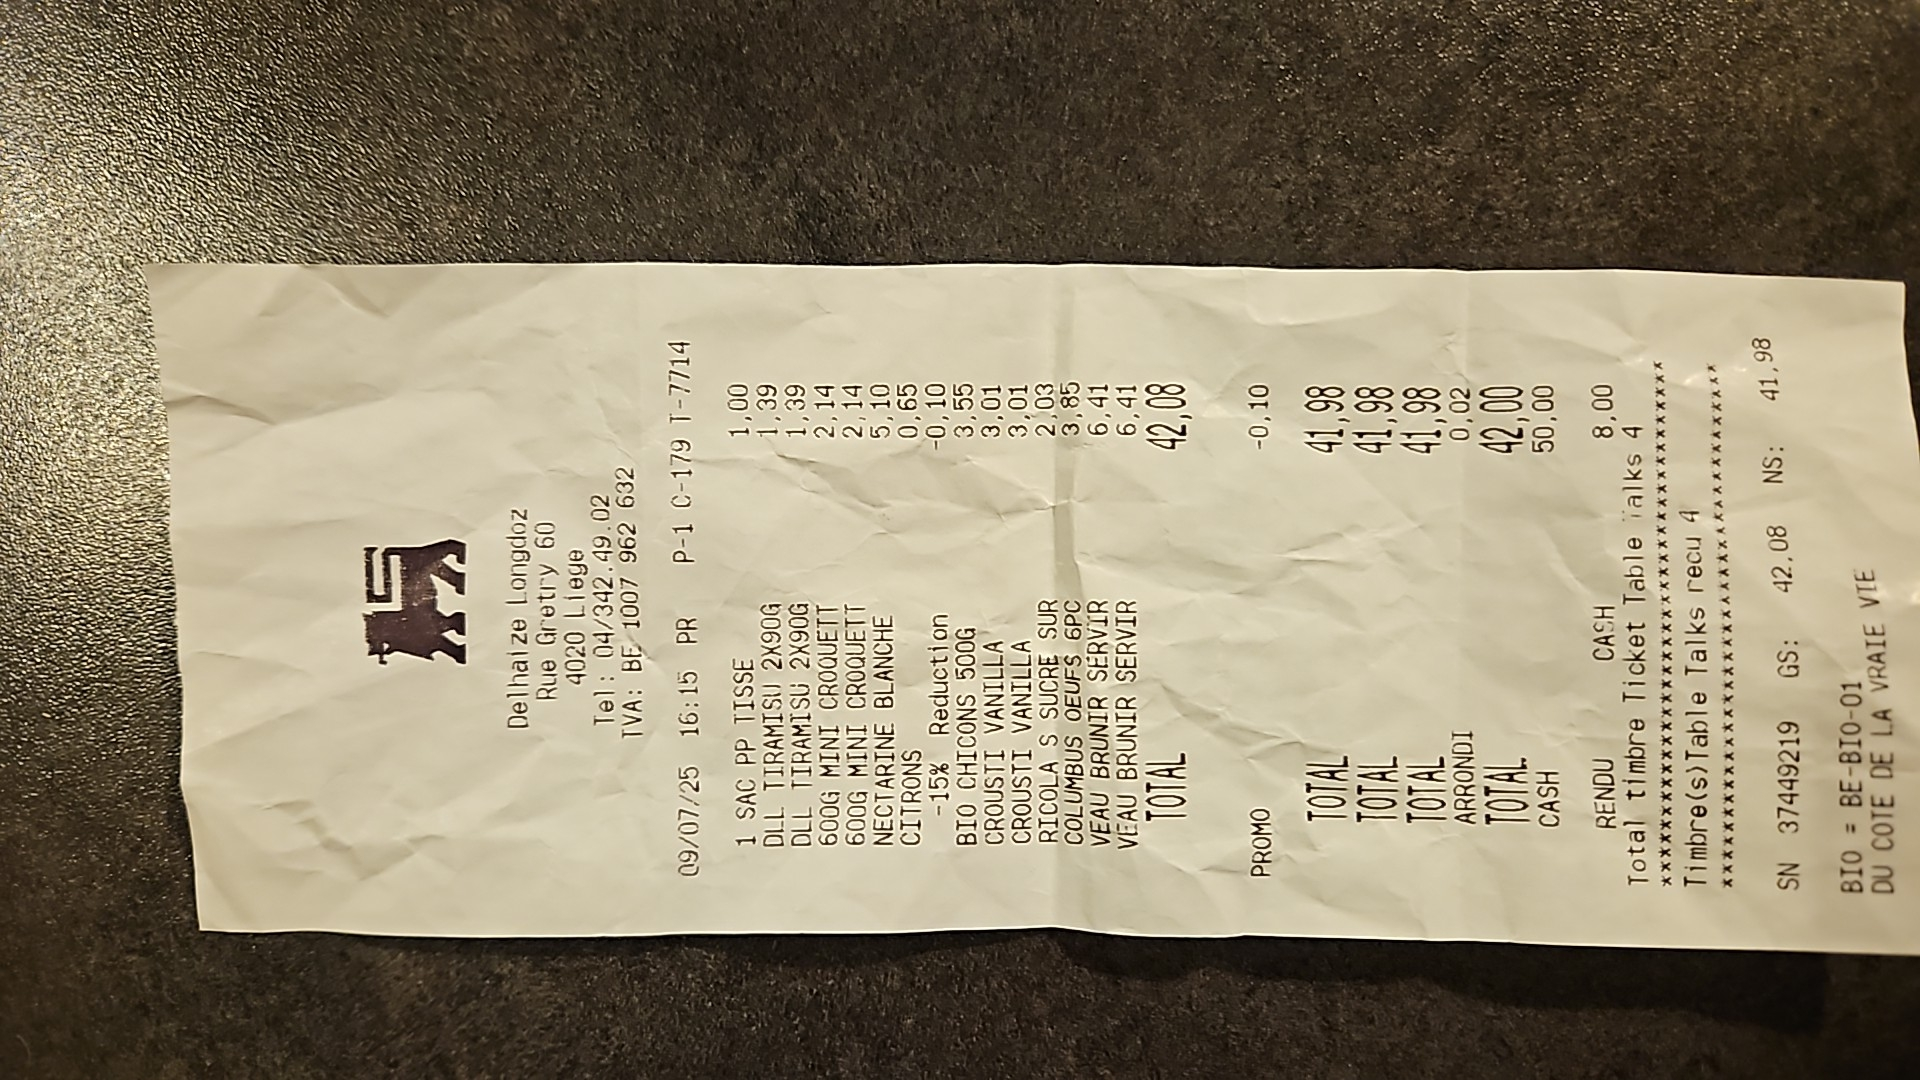 Delhaize Longdoz
Rue Gretry 60
4020 Liege
Tel: 04/342.49.02
TVA: BE 1007 962 632
09/07/25 16:15 PR P-1 C-179 T-7714
1 SAC PP TISSE 1,00
DLL TIRAMISU 2X90G 1,39
DLL TIRAMISU 2X90G 1,39
600G MINI CROQUETT 2,14
600G MINI CROQUETT 2,14
NECTARINE BLANCHE 5,10
CITRONS 0,65
-15% Reduction -0,10
BIO CHICONS 500G 3,55
CROUSTI VANILLA 3,01
CROUSTI VANILLA 3,01
RICOLA S SUCRE SUR 2,03
COLUMBUS OEUFS 6PC 3,85
VEAU BRUNIR SERVIR 6,41
VEAU BRUNIR SERVIR 6,41
TOTAL 42,08
PROMO -0,10
TOTAL 41,98
TOTAL 41,98
TOTAL 41,98
ARRONDI 0,02
TOTAL 42,00
CASH 50,00
RENDU CASH 8,00
Total timbre Ticket Table Talks 4
****************************************
Timbre(s)Table Talks recu 4
****************************************
SN 37449219 GS: 42,08 NS: 41,98
BIO = BE-BIO-01
DU COTE DE LA VRAIE VIE